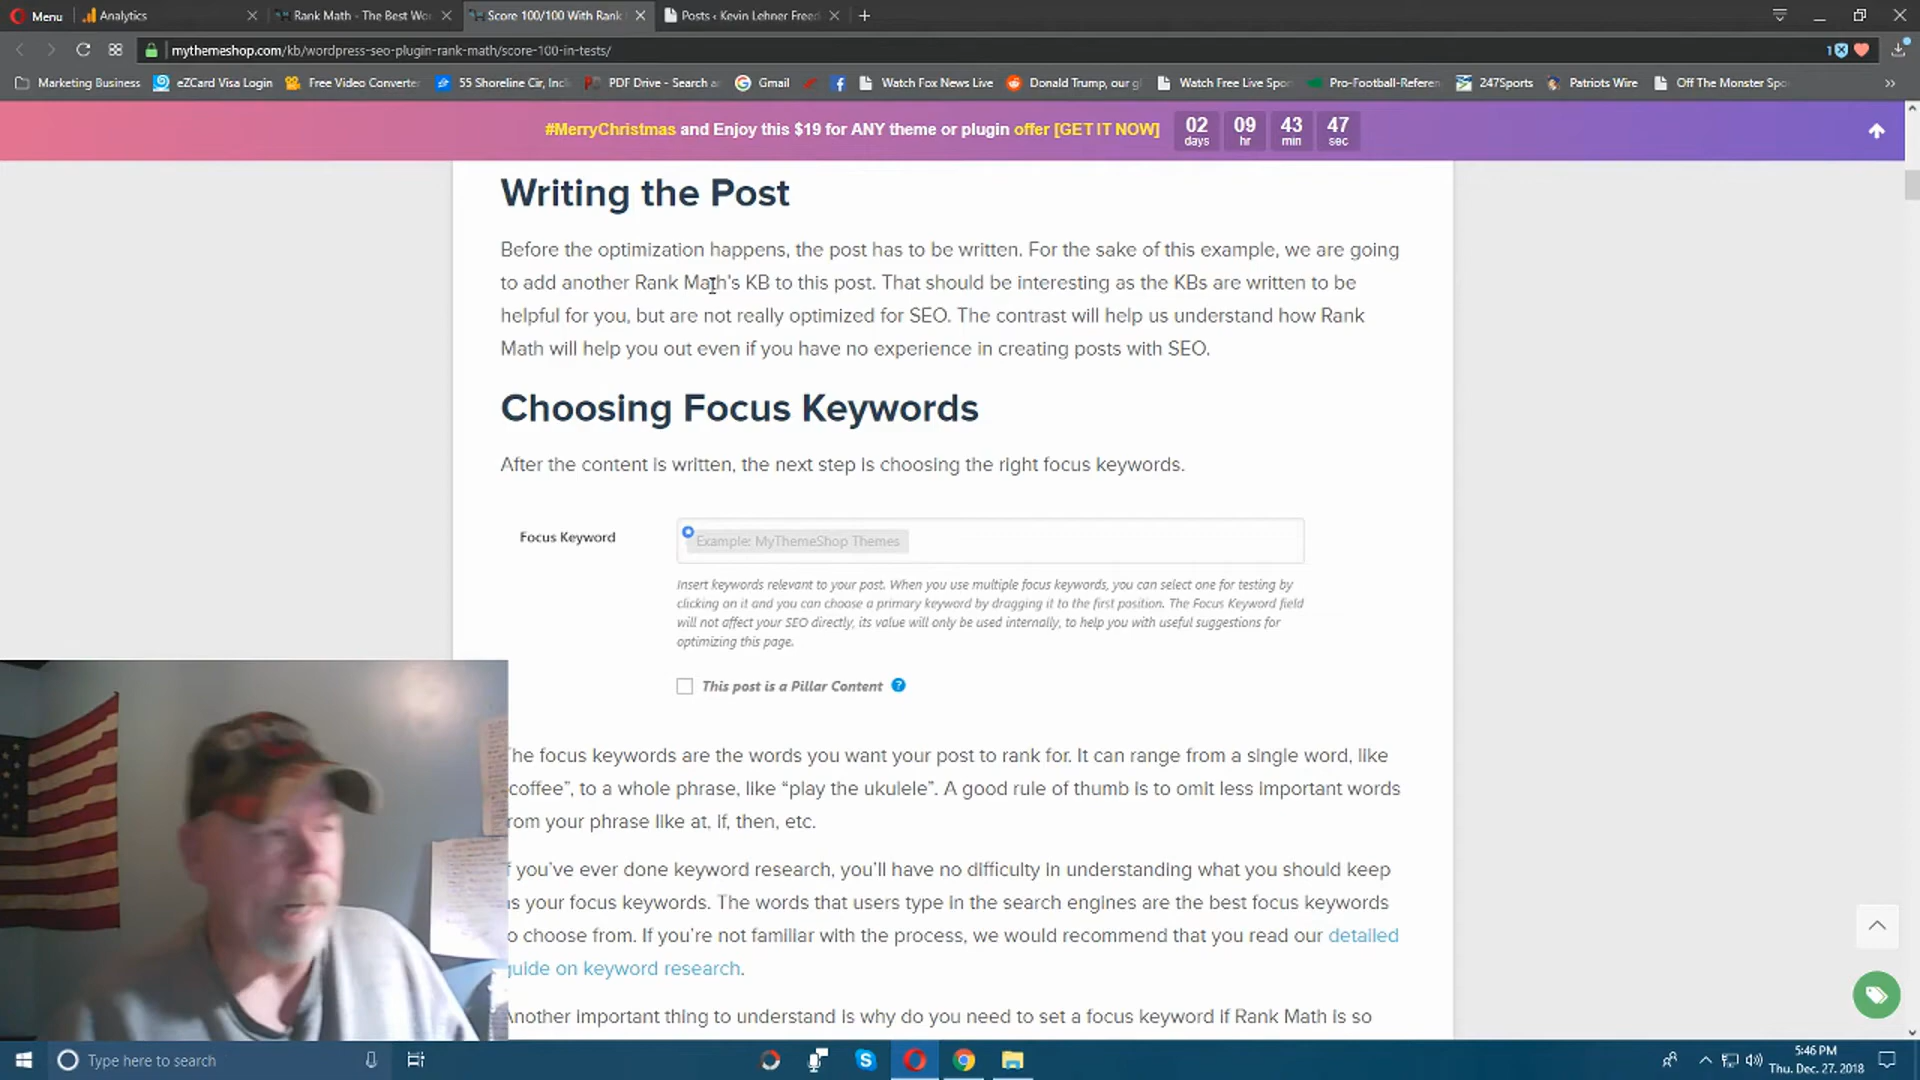 Menu
Analytics
Rank Math - The Best Wo
Score 100/100 With Rank
Posts ‹ Kevin Lehner Freed
mythemeshop.com/kb/wordpress-seo-plugin-rank-math/score-100-in-tests/
1
Marketing Business
eZCard Visa Login
Free Video Converte
55 Shoreline Cir, Incl
PDF Drive - Search a
Gmail
Watch Fox News Live
Donald Trump, our g
Watch Free Live Spo
Pro-Football-Referen
247Sports
Patriots Wire
Off The Monster Spo
#MerryChristmas and Enjoy this $19 for ANY theme or plugin offer [GET IT NOW]
02 days 09 hr 43 min 47 sec
Writing the Post
Before the optimization happens, the post has to be written. For the sake of this example, we are going
to add another Rank Math's KB to this post. That should be interesting as the KBs are written to be
helpful for you, but are not really optimized for SEO. The contrast will help us understand how Rank
Math will help you out even if you have no experience in creating posts with SEO.
Choosing Focus Keywords
After the content is written, the next step is choosing the right focus keywords.
Focus Keyword
Example: MyThemeShop Themes
Insert keywords relevant to your post. When you use multiple focus keywords, you can select one for testing by
clicking on it and you can choose a primary keyword by dragging it to the first position. The Focus Keyword field
will not affect your SEO directly, its value will only be used internally, to help you with useful suggestions for
optimizing this page.
This post is a Pillar Content
he focus keywords are the words you want your post to rank for. It can range from a single word, like
coffee”, to a whole phrase, like “play the ukulele”. A good rule of thumb is to omit less important words
rom your phrase like at, if, then, etc.
f you’ve ever done keyword research, you’ll have no difficulty in understanding what you should keep
s your focus keywords. The words that users type in the search engines are the best focus keywords
o choose from. If you’re not familiar with the process, we would recommend that you read our detailed
uide on keyword research.
Another important thing to understand is why do you need to set a focus keyword if Rank Math is so
Type here to search
5:46 PM
Thu. Dec. 27, 2018